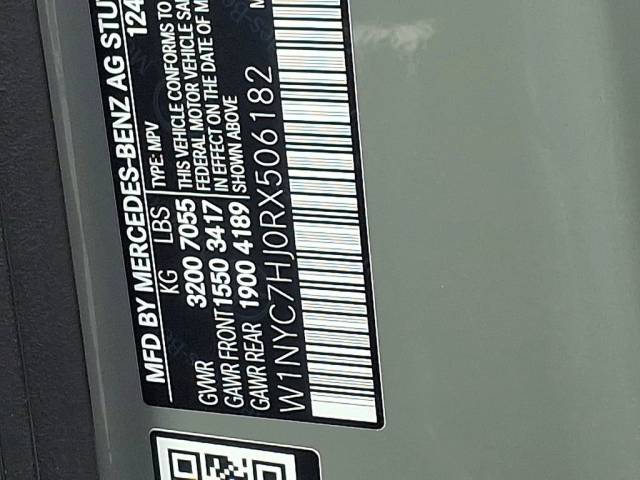 MFD BY MERCEDES-BENZ AG STUT
124
KG LBS TYPE: MPV
GVWR 3200 7055 THIS VEHICLE CONFORMS TO
GAWR FRONT 1550 3417 FEDERAL MOTOR VEHICLE SA
GAWR REAR 1900 4189 IN EFFECT ON THE DATE OF M
SHOWN ABOVE
W1NYC7HJ0RX506182
M